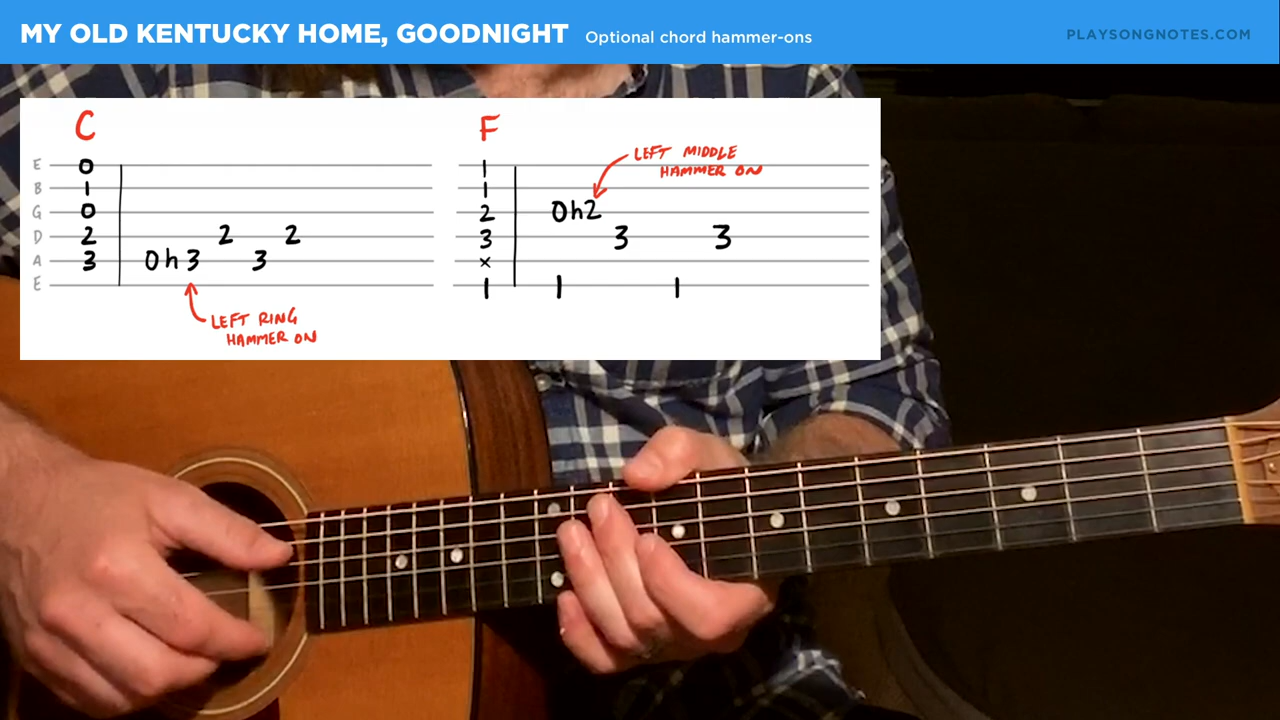 MY OLD KENTUCKY HOME, GOODNIGHT Optional chord hammer-ons PLAYSONGNOTES.COM
C
E 0
B 1
G 0
D 2 2 2
A 3 0h3 3
E
LEFT RING
HAMMER ON
F
LEFT MIDDLE
HAMMER ON
1
1
2 0h2
3 3 3
x
1 1 1